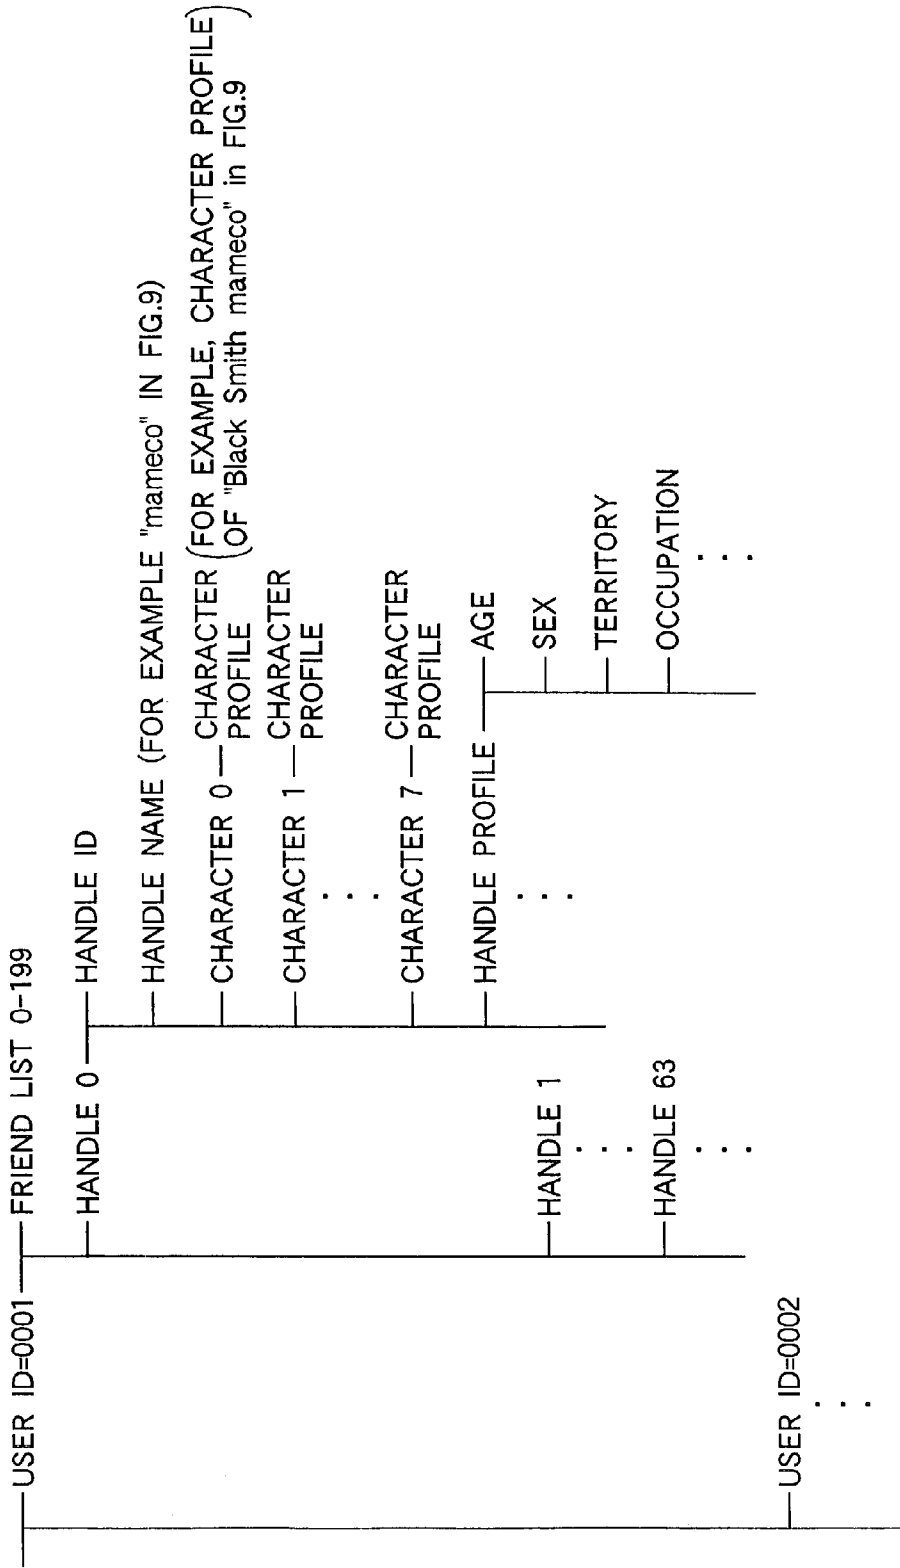 USER ID=0001
FRIEND LIST 0-199
HANDLE 0
HANDLE ID
HANDLE NAME (FOR EXAMPLE "mameco" IN FIG.9)
CHARACTER 0
CHARACTER
PROFILE
(FOR EXAMPLE, CHARACTER PROFILE
OF "Black Smith mameco" in FIG.9)
CHARACTER 1
CHARACTER
PROFILE
. . .
CHARACTER 7
CHARACTER
PROFILE
HANDLE PROFILE
AGE
SEX
TERRITORY
OCCUPATION
. . .
. . .
HANDLE 1
. . .
HANDLE 63
. . .
USER ID=0002
. . .